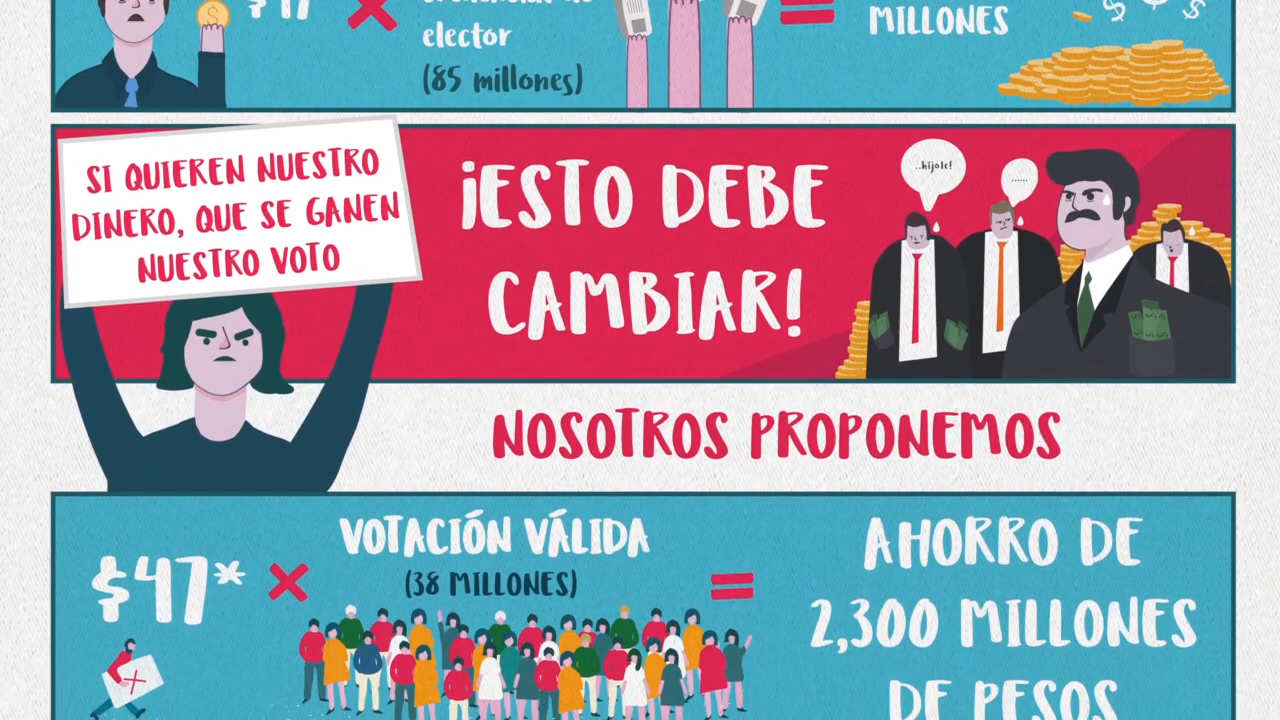 elector
(85 millones)
MILLONES
SI QUIEREN NUESTRO
DINERO, QUE SE GANEN
NUESTRO VOTO
¡ESTO DEBE
CAMBIAR!
..híjole!
......
NOSOTROS PROPONEMOS
$47*
VOTACIÓN VÁLIDA
(38 MILLONES)
=
AHORRO DE
2,300 MILLONES
DE PESOS